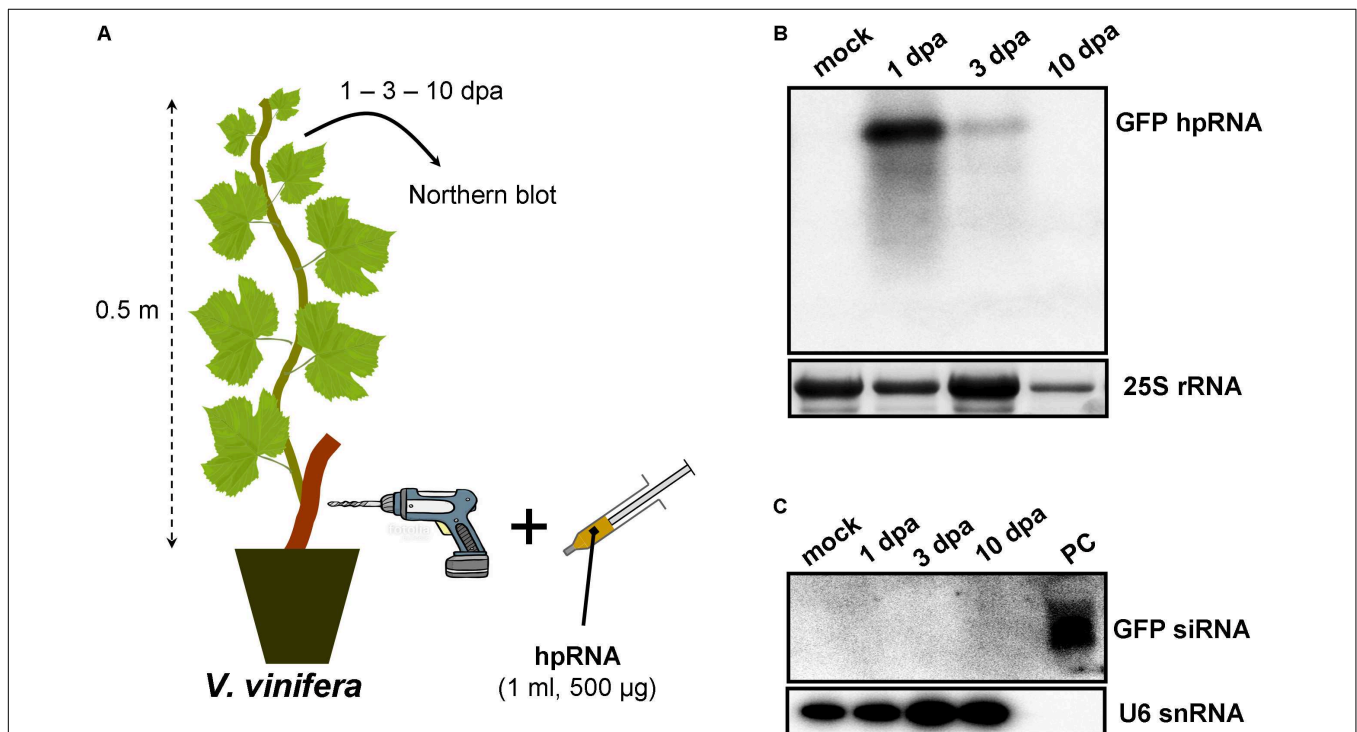 A
1 – 3 – 10 dpa
Northern blot
0.5 m
hpRNA
(1 ml, 500 µg)
V. vinifera
B
mock 1 dpa 3 dpa 10 dpa
GFP hpRNA
25S rRNA
C
mock 1 dpa 3 dpa 10 dpa PC
GFP siRNA
U6 snRNA